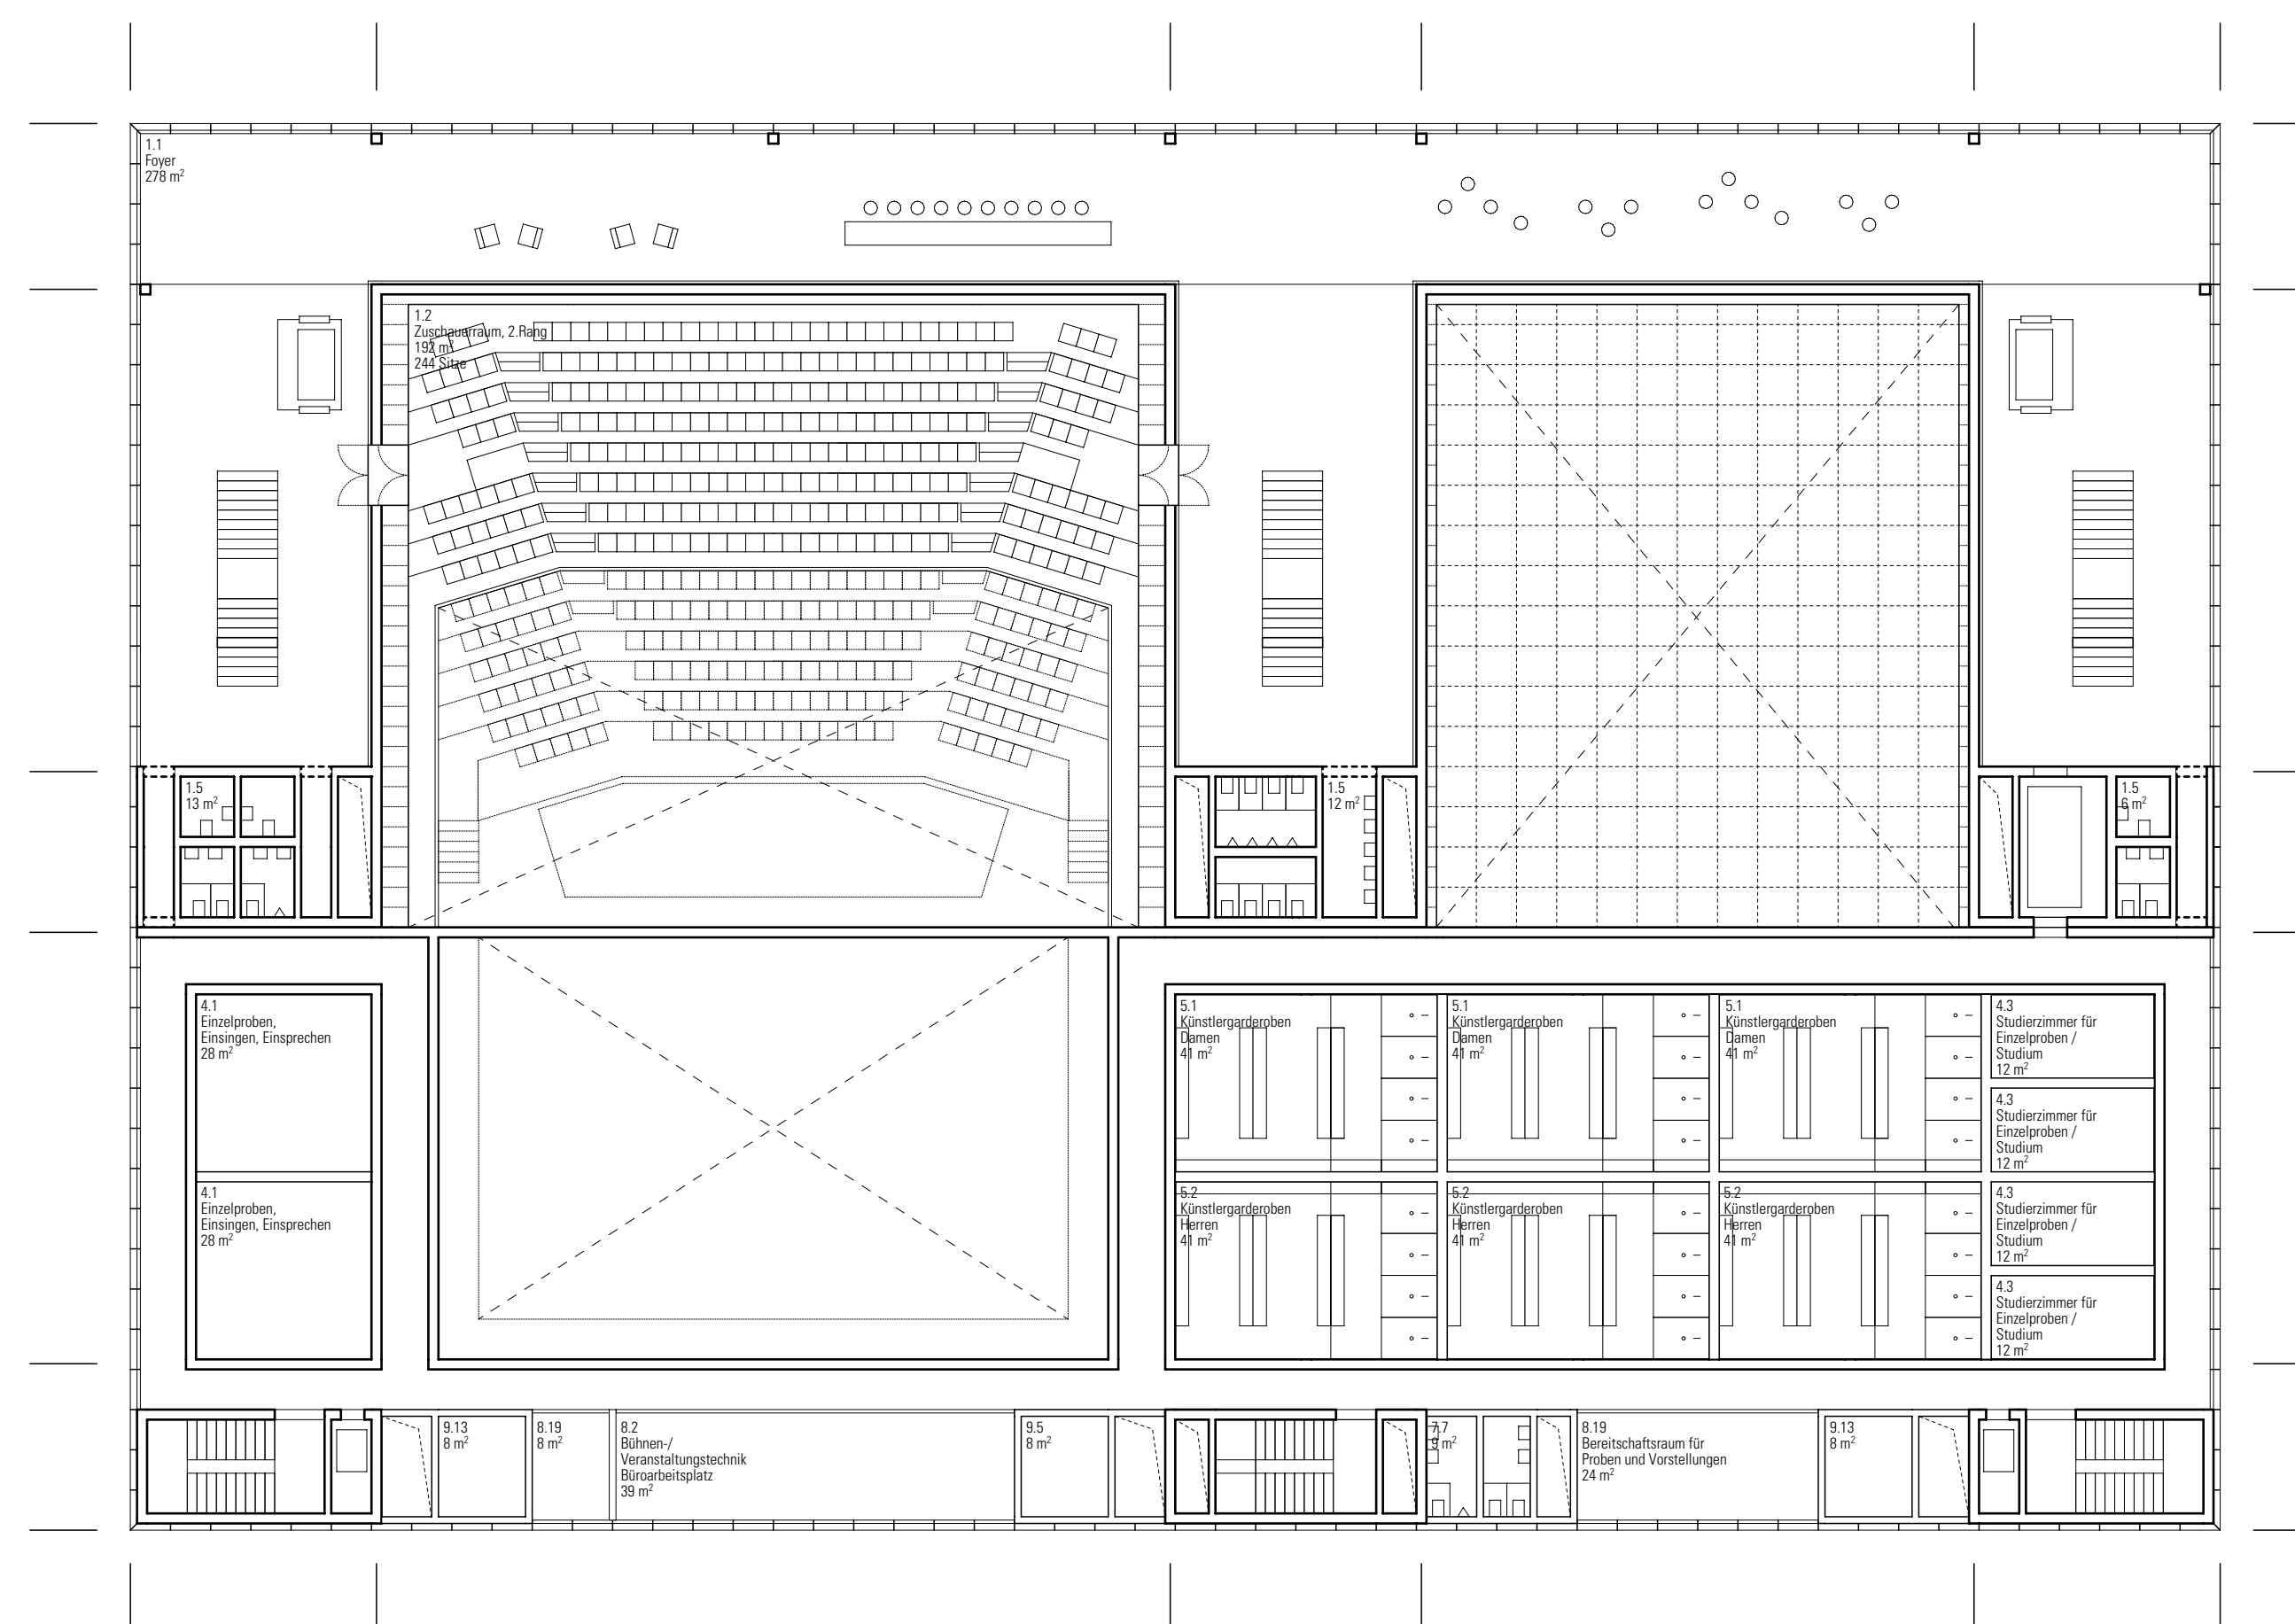 1.1
Foyer
278 m²
1.2
Zuschauerraum, 2.Rang
192 m²
244 Sitze
1.5
13 m²
1.5
12 m²
1.5
6 m²
4.1
Einzelproben,
Einsingen, Einsprechen
28 m²
4.1
Einzelproben,
Einsingen, Einsprechen
28 m²
5.1
Künstlergarderoben
Damen
41 m²
5.1
Künstlergarderoben
Damen
41 m²
5.1
Künstlergarderoben
Damen
41 m²
4.3
Studierzimmer für
Einzelproben /
Studium
12 m²
4.3
Studierzimmer für
Einzelproben /
Studium
12 m²
5.2
Künstlergarderoben
Herren
41 m²
5.2
Künstlergarderoben
Herren
41 m²
5.2
Künstlergarderoben
Herren
41 m²
4.3
Studierzimmer für
Einzelproben /
Studium
12 m²
4.3
Studierzimmer für
Einzelproben /
Studium
12 m²
9.13
8 m²
8.19
8 m²
8.2
Bühnen-/
Veranstaltungstechnik
Büroarbeitsplatz
39 m²
9.5
8 m²
7.7
9 m²
8.19
Bereitschaftsraum für
Proben und Vorstellungen
24 m²
9.13
8 m²